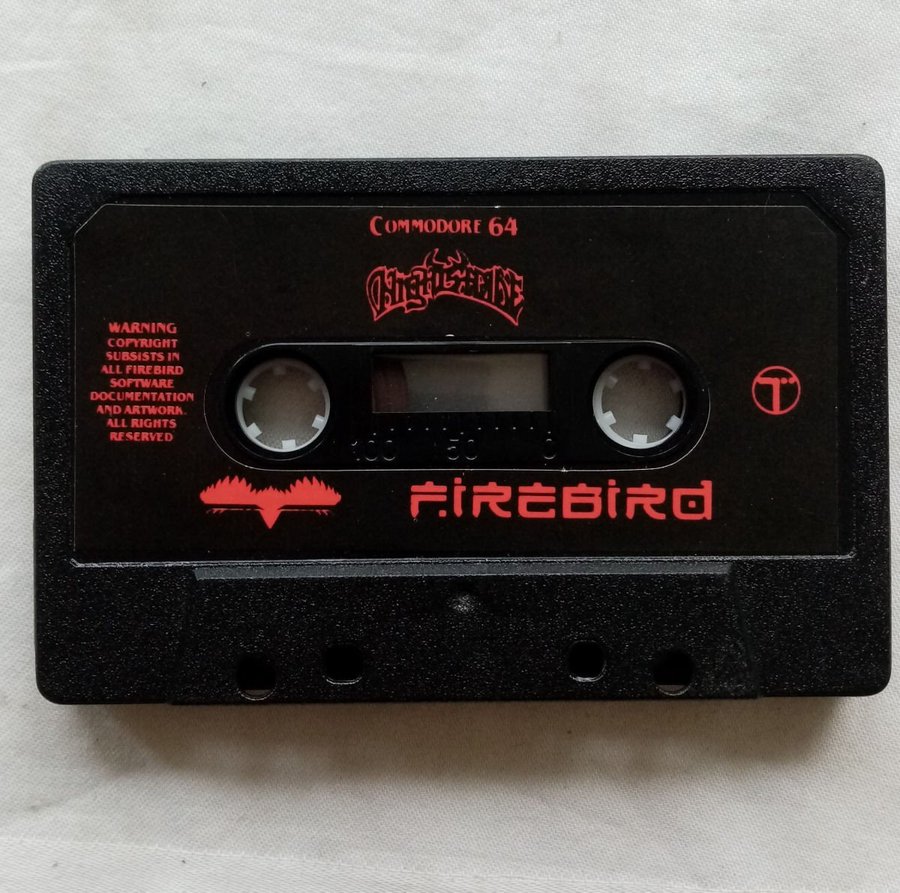 COMMODORE 64
NIGHTSHADE
WARNING
COPYRIGHT
SUBSISTS IN
ALL FIREBIRD
SOFTWARE
DOCUMENTATION
AND ARTWORK.
ALL RIGHTS
RESERVED
100 50 0
T
FIREBIRD